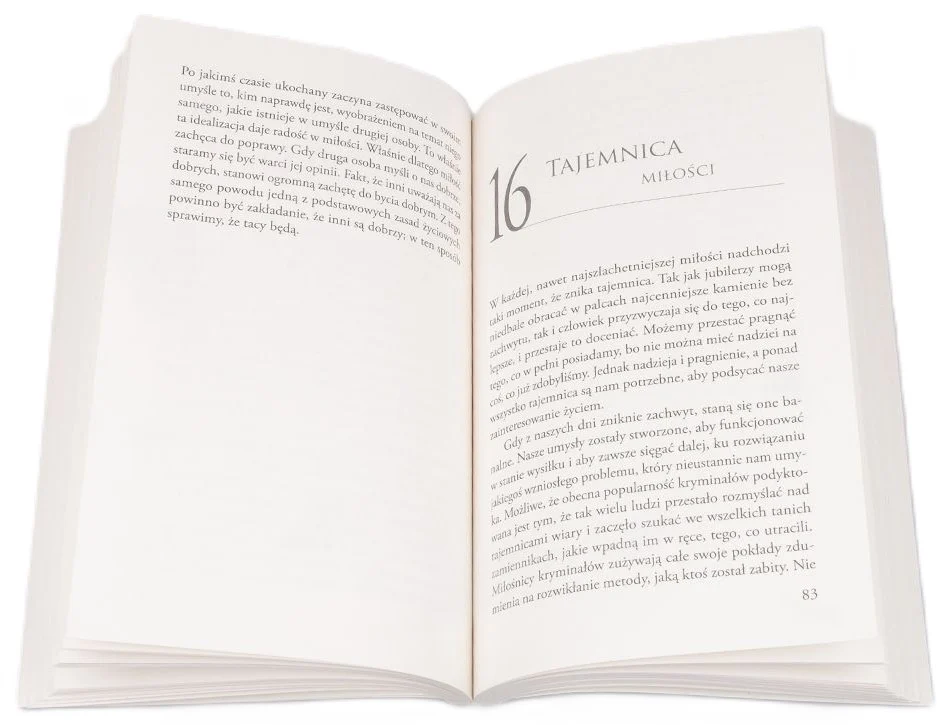 Po jakimś czasie ukochany zaczyna zastępować w swoim
umyśle to, kim naprawdę jest, wyobrażeniem na temat niego
samego, jakie istnieje w umyśle drugiej osoby. To właśnie
ta idealizacja daje radość w miłości. Właśnie dlatego miłość
zachęca do poprawy. Gdy druga osoba myśli o nas dobrze,
staramy się być warci jej opinii. Fakt, że inni uważają nas za
dobrych, stanowi ogromną zachętę do bycia dobrym. Z tego
samego powodu jedną z podstawowych zasad życiowych
powinno być zakładanie, że inni są dobrzy; w ten sposób
sprawimy, że tacy będą.
16 TAJEMNICA
MIŁOŚCI
W każdej, nawet najszlachetniejszej miłości nadchodzi
taki moment, że znika tajemnica. Tak jak jubilerzy mogą
niedbale obracać w palcach najcenniejsze kamienie bez
zachwytu, tak i człowiek przyzwyczaja się do tego, co naj-
lepsze, i przestaje to doceniać. Możemy przestać pragnąć
tego, co w pełni posiadamy, bo nie można mieć nadziei na
coś, co już zdobyliśmy. Jednak nadzieja i pragnienie, a ponad
wszystko tajemnica są nam potrzebne, aby podsycać nasze
zainteresowanie życiem.
Gdy z naszych dni zniknie zachwyt, staną się one ba-
nalne. Nasze umysły zostały stworzone, aby funkcjonować
w stanie wysiłku i aby zawsze sięgać dalej, ku rozwiązaniu
jakiegoś wzniosłego problemu, który nieustannie nam umy-
ka. Możliwe, że obecna popularność kryminałów podykto-
wana jest tym, że tak wielu ludzi przestało rozmyślać nad
tajemnicami wiary i zaczęło szukać we wszelkich tanich
zamiennikach, jakie wpadną im w ręce, tego, co utracili.
Miłośnicy kryminałów zużywają całe swoje pokłady zdu-
mienia na rozwikłanie metody, jaką ktoś został zabity. Nie
83